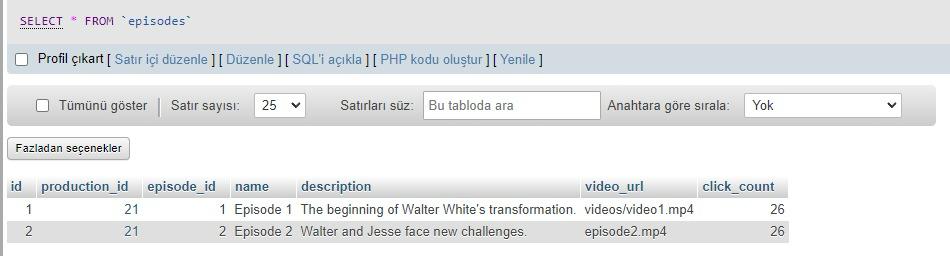 SELECT * FROM `episodes`
Profil çıkart [ Satır içi düzenle ] [ Düzenle ] [ SQL'i açıkla ] [ PHP kodu oluştur ] [ Yenile ]
Tümünü göster Satır sayısı: 25 Satırları süz: Bu tabloda ara Anahtara göre sırala: Yok
Fazladan seçenekler
id production_id episode_id name description video_url click_count
1 21 1 Episode 1 The beginning of Walter White's transformation. videos/video1.mp4 26
2 21 2 Episode 2 Walter and Jesse face new challenges. episode2.mp4 26